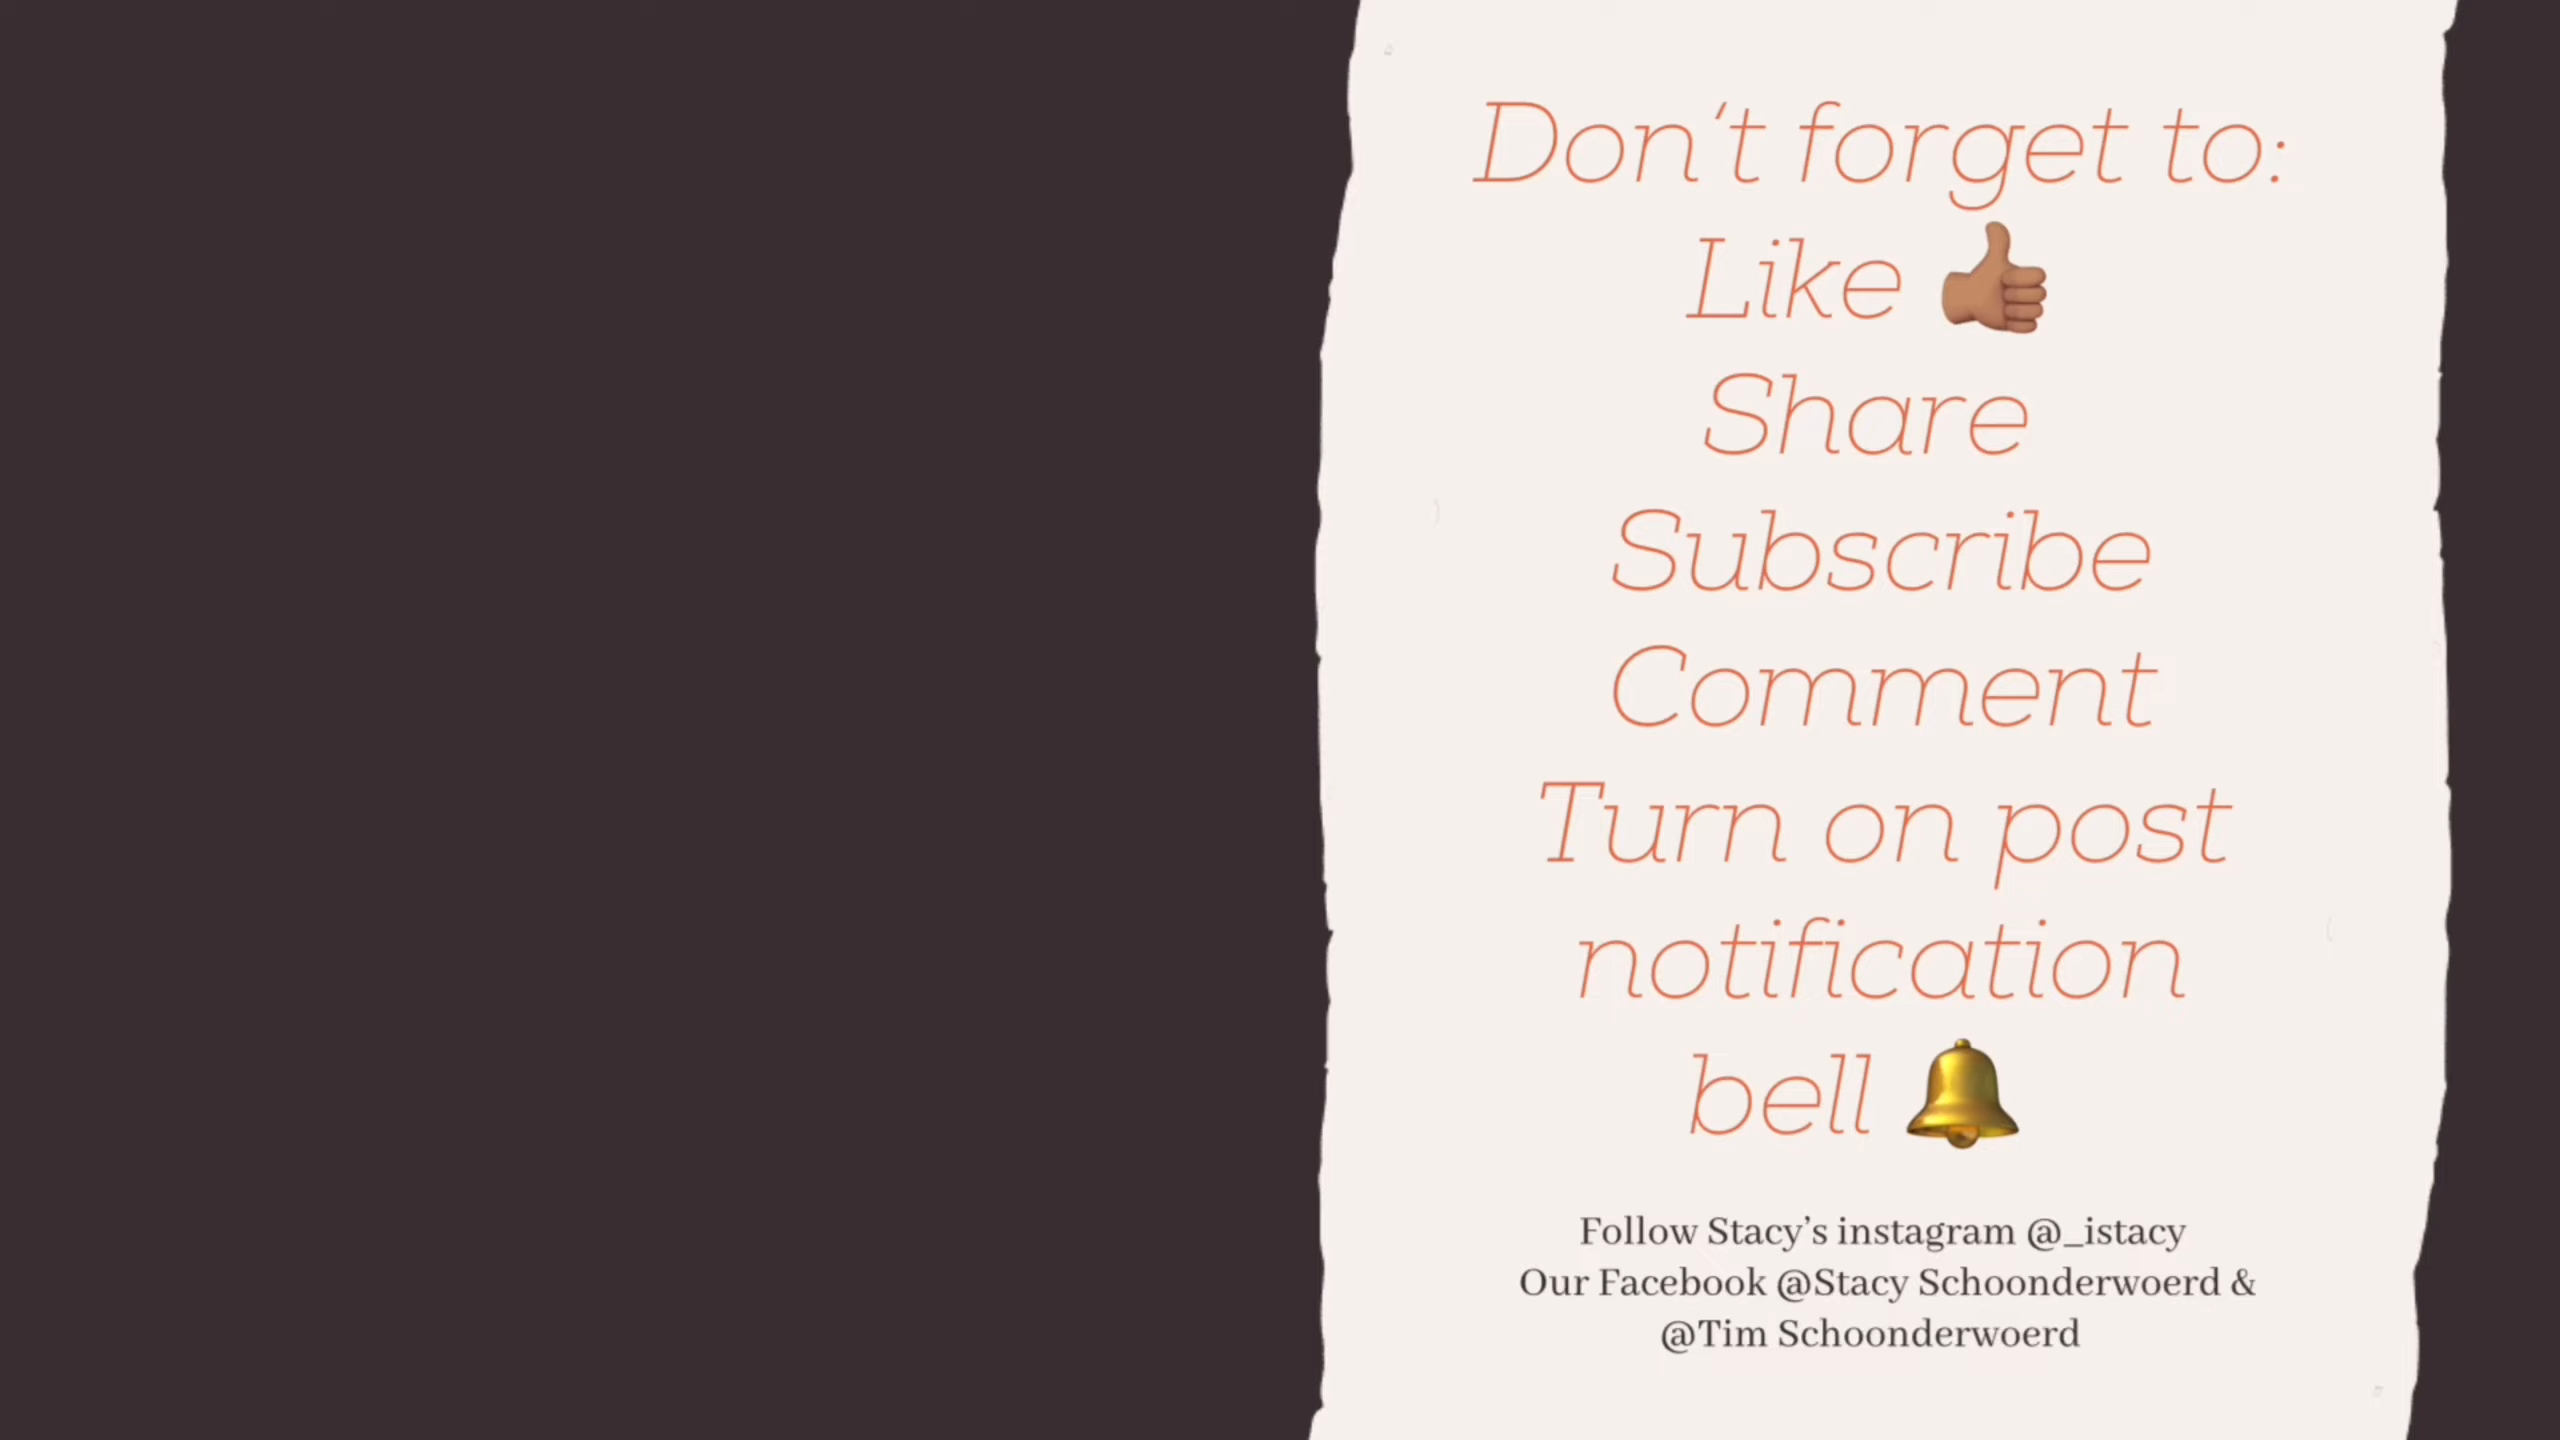 Don't forget to:
Like 👍🏽
Share
Subscribe
Comment
Turn on post
notification
bell 🔔
Follow Stacy's instagram @_istacy
Our Facebook @Stacy Schoonderwoerd &
@Tim Schoonderwoerd